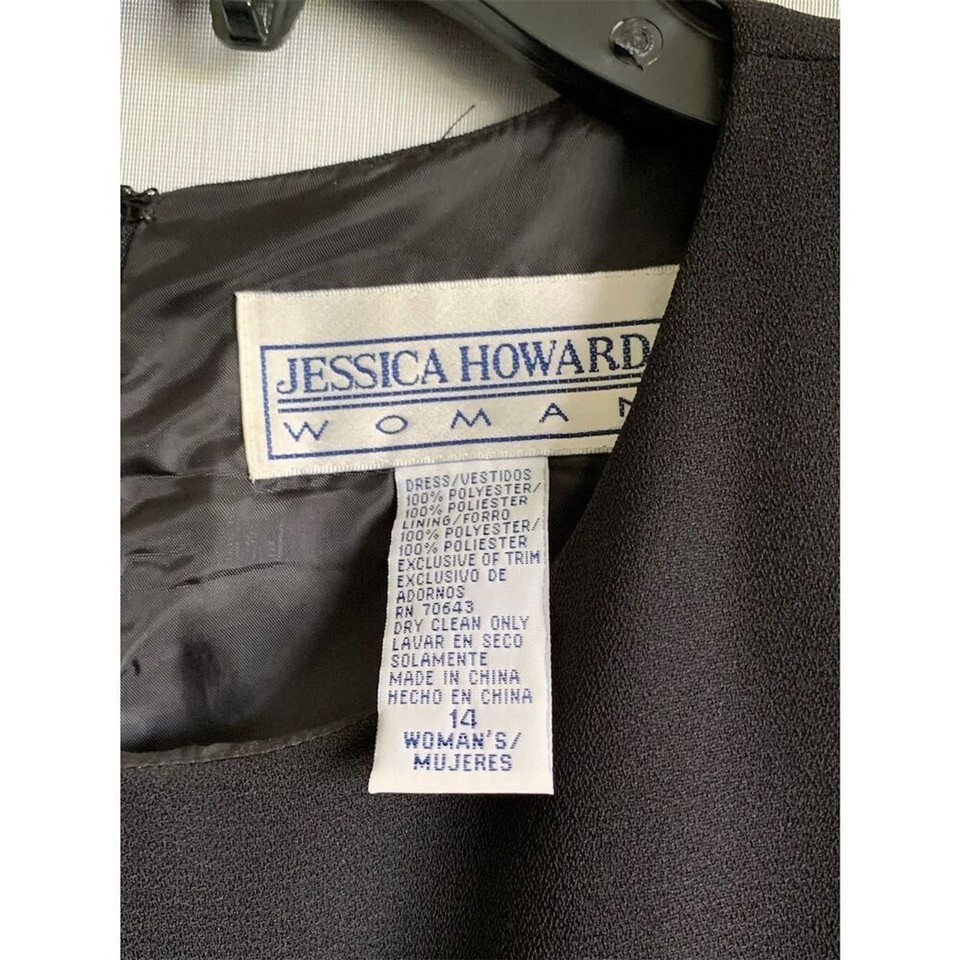 JESSICA HOWARD
WOMAN
DRESS/VESTIDOS
100% POLYESTER/
100% POLIESTER
LINING/FORRO
100% POLYESTER/
100% POLIESTER
EXCLUSIVE OF TRIM
EXCLUSIVO DE
ADORNOS
RN 70643
DRY CLEAN ONLY
LAVAR EN SECO
SOLAMENTE
MADE IN CHINA
HECHO EN CHINA
14
WOMAN'S/
MUJERES